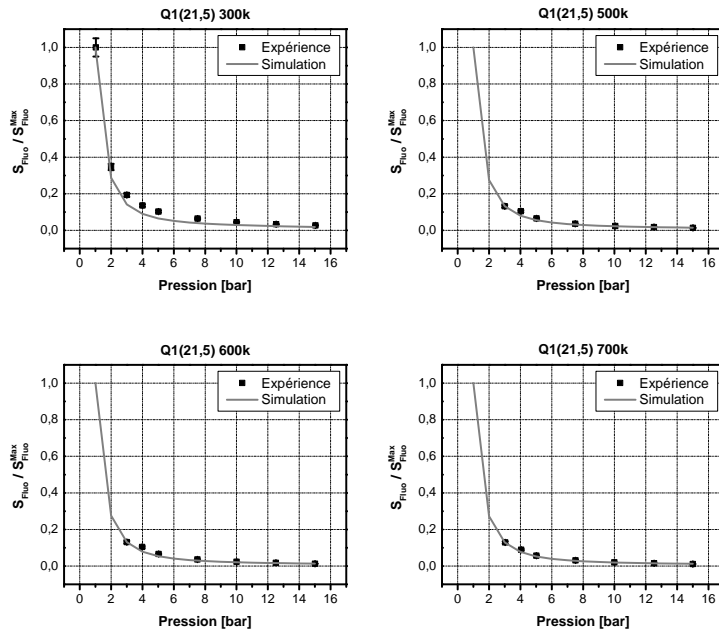 Q1(21,5) 300k
Expérience
Simulation
1,0
0,8
0,6
0,4
0,2
0,0
0 2 4 6 8 10 12 14 16
S_Fluo / S_Fluo^Max
Pression [bar]
Q1(21,5) 500k
Expérience
Simulation
1,0
0,8
0,6
0,4
0,2
0,0
0 2 4 6 8 10 12 14 16
S_Fluo / S_Fluo^Max
Pression [bar]
Q1(21,5) 600k
Expérience
Simulation
1,0
0,8
0,6
0,4
0,2
0,0
0 2 4 6 8 10 12 14 16
S_Fluo / S_Fluo^Max
Pression [bar]
Q1(21,5) 700k
Expérience
Simulation
1,0
0,8
0,6
0,4
0,2
0,0
0 2 4 6 8 10 12 14 16
S_Fluo / S_Fluo^Max
Pression [bar]